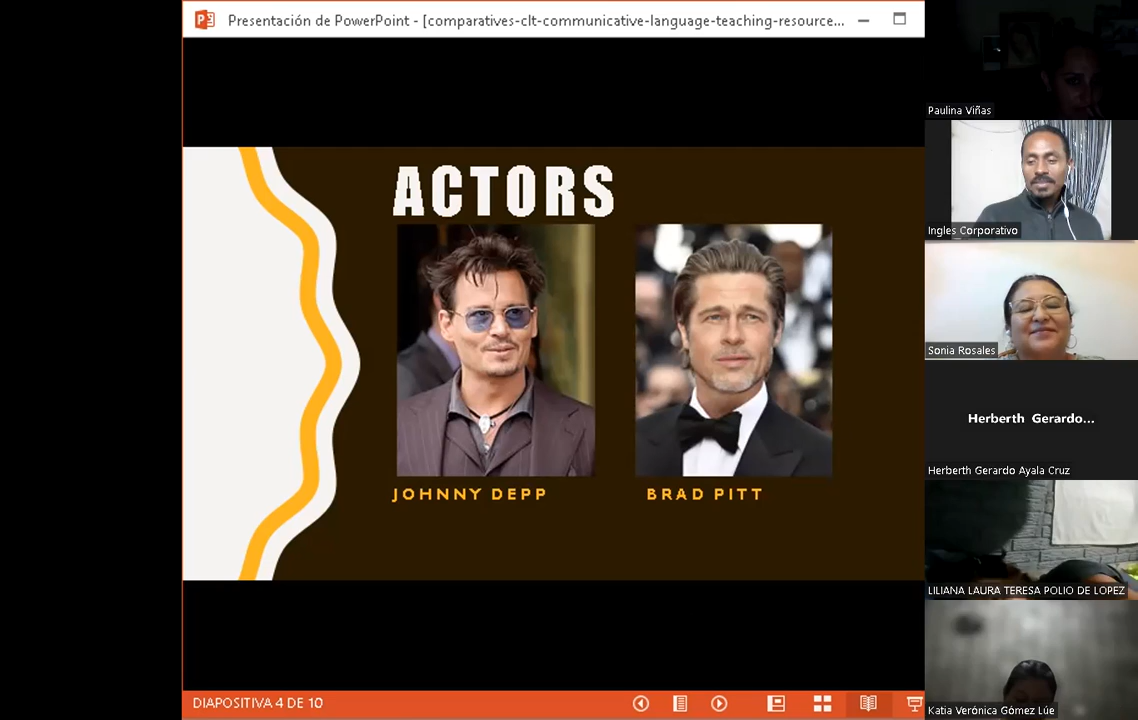 Presentación de PowerPoint - [comparatives-clt-communicative-language-teaching-resource...
ACTORS
JOHNNY DEPP
BRAD PITT
DIAPOSITIVA 4 DE 10
Paulina Viñas
Ingles Corporativo
Sonia Rosales
Herberth Gerardo...
Herberth Gerardo Ayala Cruz
LILIANA LAURA TERESA POLIO DE LOPEZ
Katia Verónica Gómez Lúe